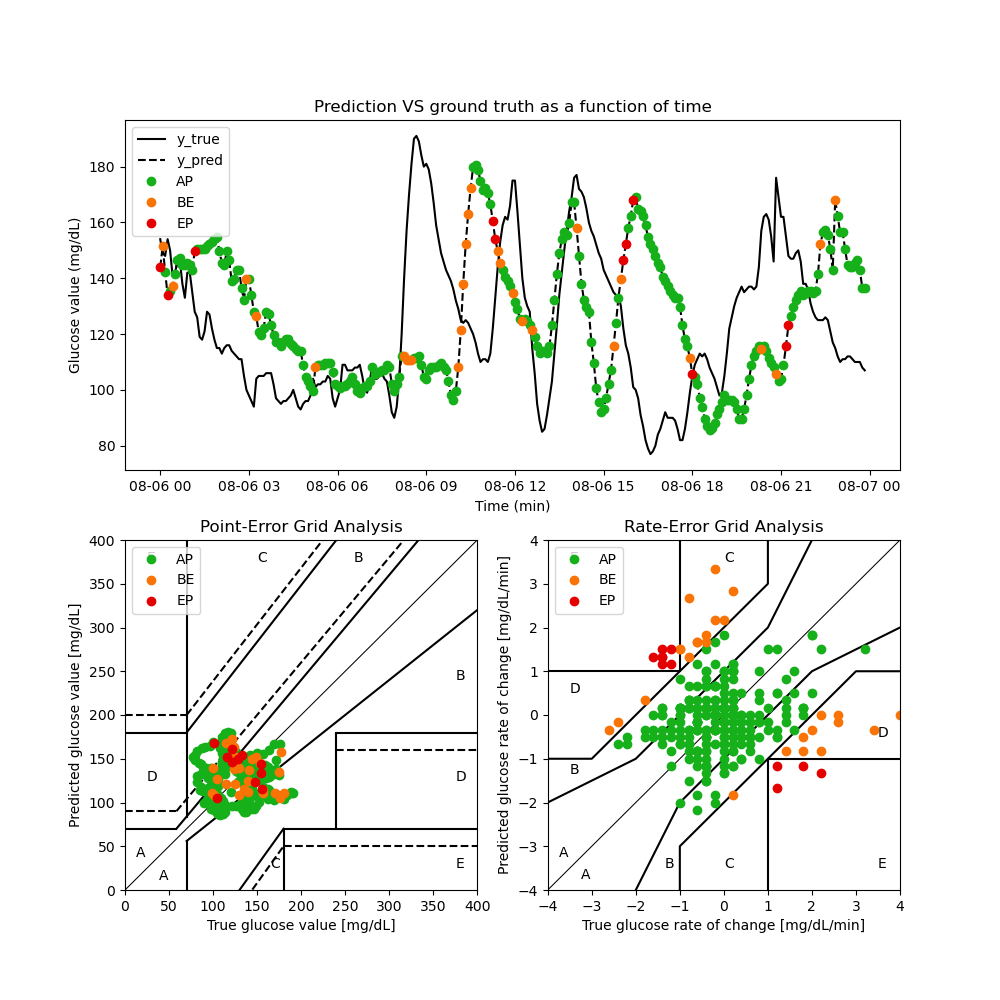 Prediction VS ground truth as a function of time
y_true
y_pred
AP
BE
EP
180
160
140
120
100
80
Glucose value (mg/dL)
08-06 00 08-06 03 08-06 06 08-06 09 08-06 12 08-06 15 08-06 18 08-06 21 08-07 00
Time (min)
Point-Error Grid Analysis
400
350
300
250
200
150
100
50
0
Predicted glucose value [mg/dL]
AP
BE
EP
C
B
B
D
D
A
A
C
E
0 50 100 150 200 250 300 350 400
True glucose value [mg/dL]
Rate-Error Grid Analysis
4
3
2
1
0
−1
−2
−3
−4
Predicted glucose rate of change [mg/dL/min]
AP
BE
EP
C
D
D
B
A
A
B
C
E
−4 −3 −2 −1 0 1 2 3 4
True glucose rate of change [mg/dL/min]